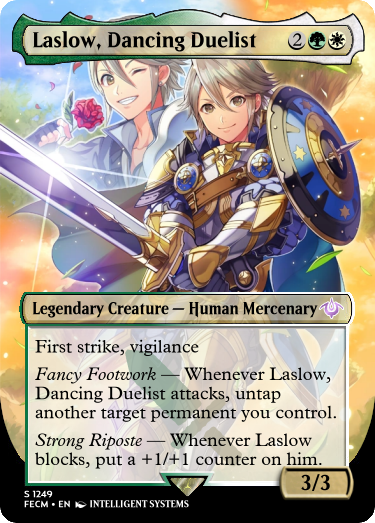 Laslow, Dancing Duelist 2
Legendary Creature — Human Mercenary
First strike, vigilance
Fancy Footwork — Whenever Laslow,
Dancing Duelist attacks, untap
another target permanent you control.
Strong Riposte — Whenever Laslow
blocks, put a +1/+1 counter on him.
3/3
S 1249
FECM • EN INTELLIGENT SYSTEMS